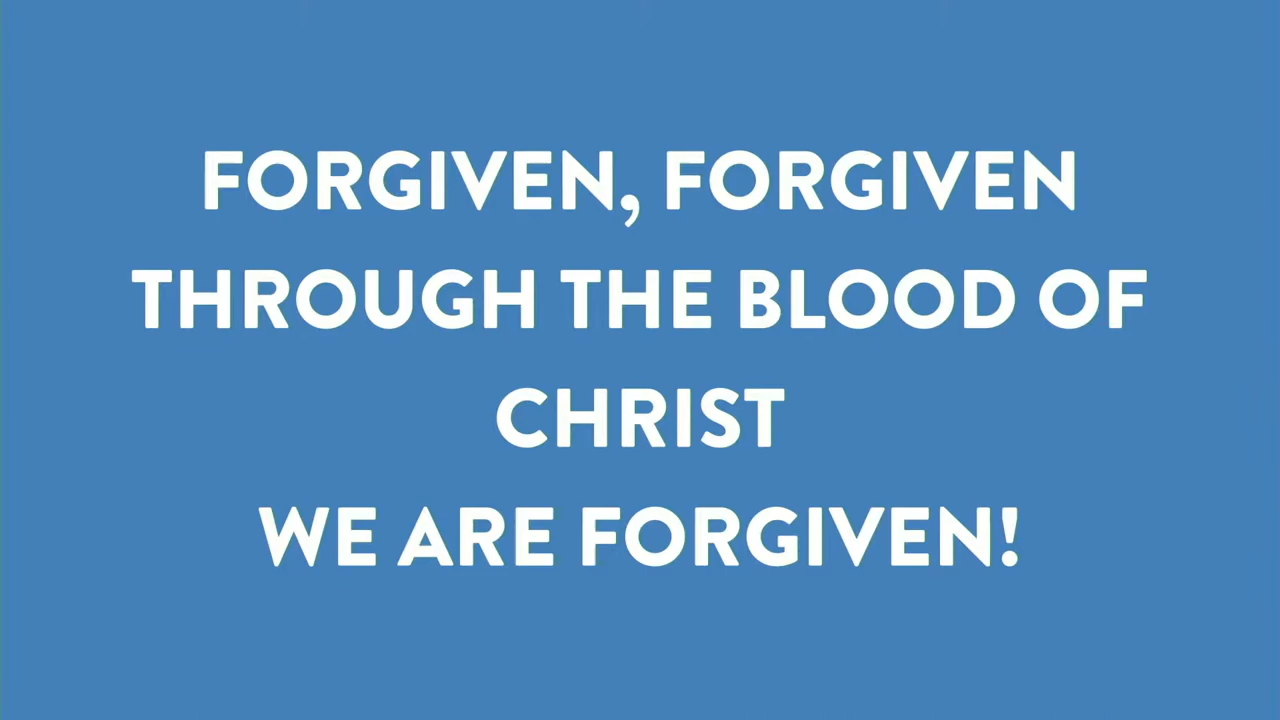 FORGIVEN, FORGIVEN
THROUGH THE BLOOD OF
CHRIST
WE ARE FORGIVEN!